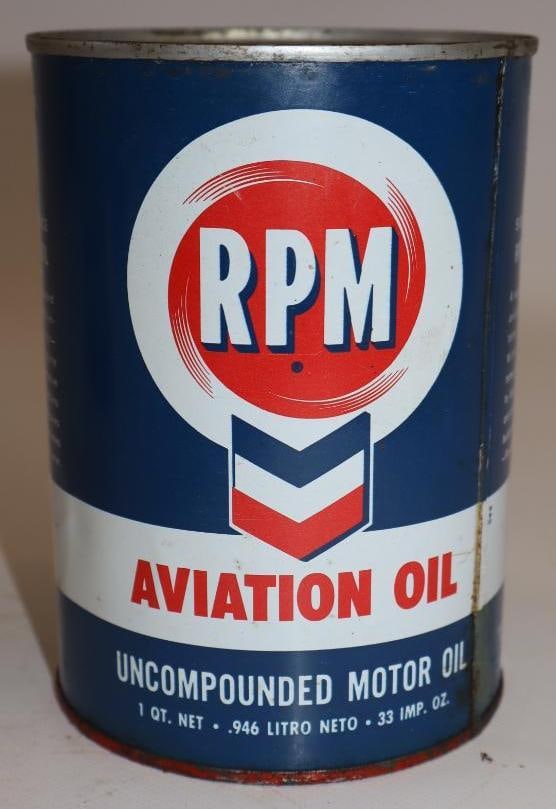 RPM
AVIATION OIL
UNCOMPOUNDED MOTOR OIL
1 QT. NET • .946 LITRO NETO • 33 IMP. OZ.